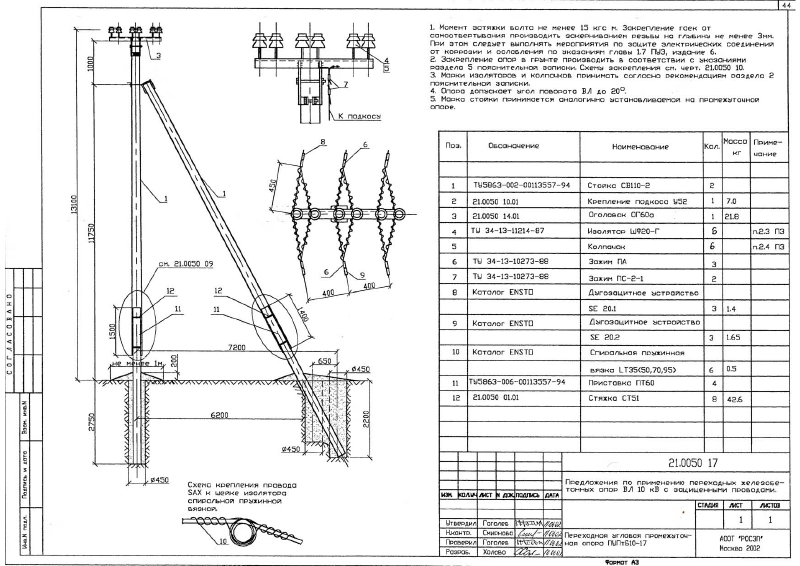 44
1. Момент затяжки болта не менее 15 кгс м. Закрепление гаек от
самоотвертывания производить закерниванием резьбы на глубину не менее 3мм.
При этом следует выполнять мероприятия по защите электрических соединений
от коррозии и ослабления по указаниям главы 1.7 ПУЭ, издание 6.
2. Закрепление опор в грунте производить в соответствии с указаниями
раздела 5 пояснительной записки. Схемы закрепления см. черт. 21.0050 10.
3. Марки изоляторов и колпачков принимать согласно рекомендациям раздела 2
пояснительной записки.
4. Опора допускает угол поворота ВЛ до 20°.
5. Марка стойки принимается аналогично устанавливаемой на промежуточной
опоре.
3
4
5
7
2
К подкосу
1000
13100
11750
1
1
8
6
450
6
9
400
400
см. 21.0050 09
12
11
1500
12
11
1400
7200
не менее 1м
200
650
ø450
2750
6200
2200
ø450
ø450
Схема крепления провода
SAX к шейке изолятора
спиральной пружинной
вязкой.
10
Поз. Обозначение Наименование Кол. Масса кг Приме-чание
1 ТУ5863-002-00113557-94 Стойка СВ110-2 2
2 21.0050 10.01 Крепление подкоса У52 1 7.0
3 21.0050 14.01 Оголовок ОГ60а 1 21.8
4 ТУ 34-13-11214-87 Изолятор ШФ20-Г 6 п.2.3 ПЗ
5 Колпачок 6 п.2.4 ПЗ
6 ТУ 34-13-10273-88 Зажим ПА 3
7 ТУ 34-13-10273-88 Зажим ПС-2-1 2
8 Каталог ENSTO Дугозащитное устройство
SE 20.1 3 1.4
9 Каталог ENSTO Дугозащитное устройство
SE 20.2 3 1.65
10 Каталог ENSTO Спиральная пружинная
вязка LT35(50,70,95) 6 0.5
11 ТУ5863-006-00113557-94 Приставка ПТ60 4
12 21.0050 01.01 Стяжка СТ51 8 42.6
21.0050 17
Предложения по применению переходных железобе-
тонных опор ВЛ 10 кВ с защищенными проводами.
ИЗМ. КОЛ.УЧ ЛИСТ N ДОК. ПОДПИСЬ ДАТА
Утвердил Гоголев
Н.контр. Смирнова
Проверил Гоголев
Разраб. Холова
Переходная угловая промежуточ-
ная опора ПУПтБ10-17
СТАДИЯ ЛИСТ ЛИСТОВ
1 1
АООТ "РОСЭП"
Москва 2002
Формат А3
СОГЛАСОВАНО
Взам. инв.N
Подпись и дата
Инв.N подл.